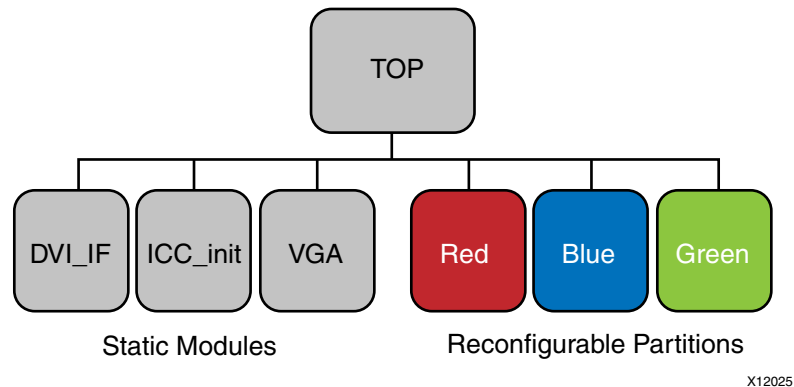 TOP
DVI_IF
ICC_init
VGA
Red
Blue
Green
Static Modules
Reconfigurable Partitions
X12025